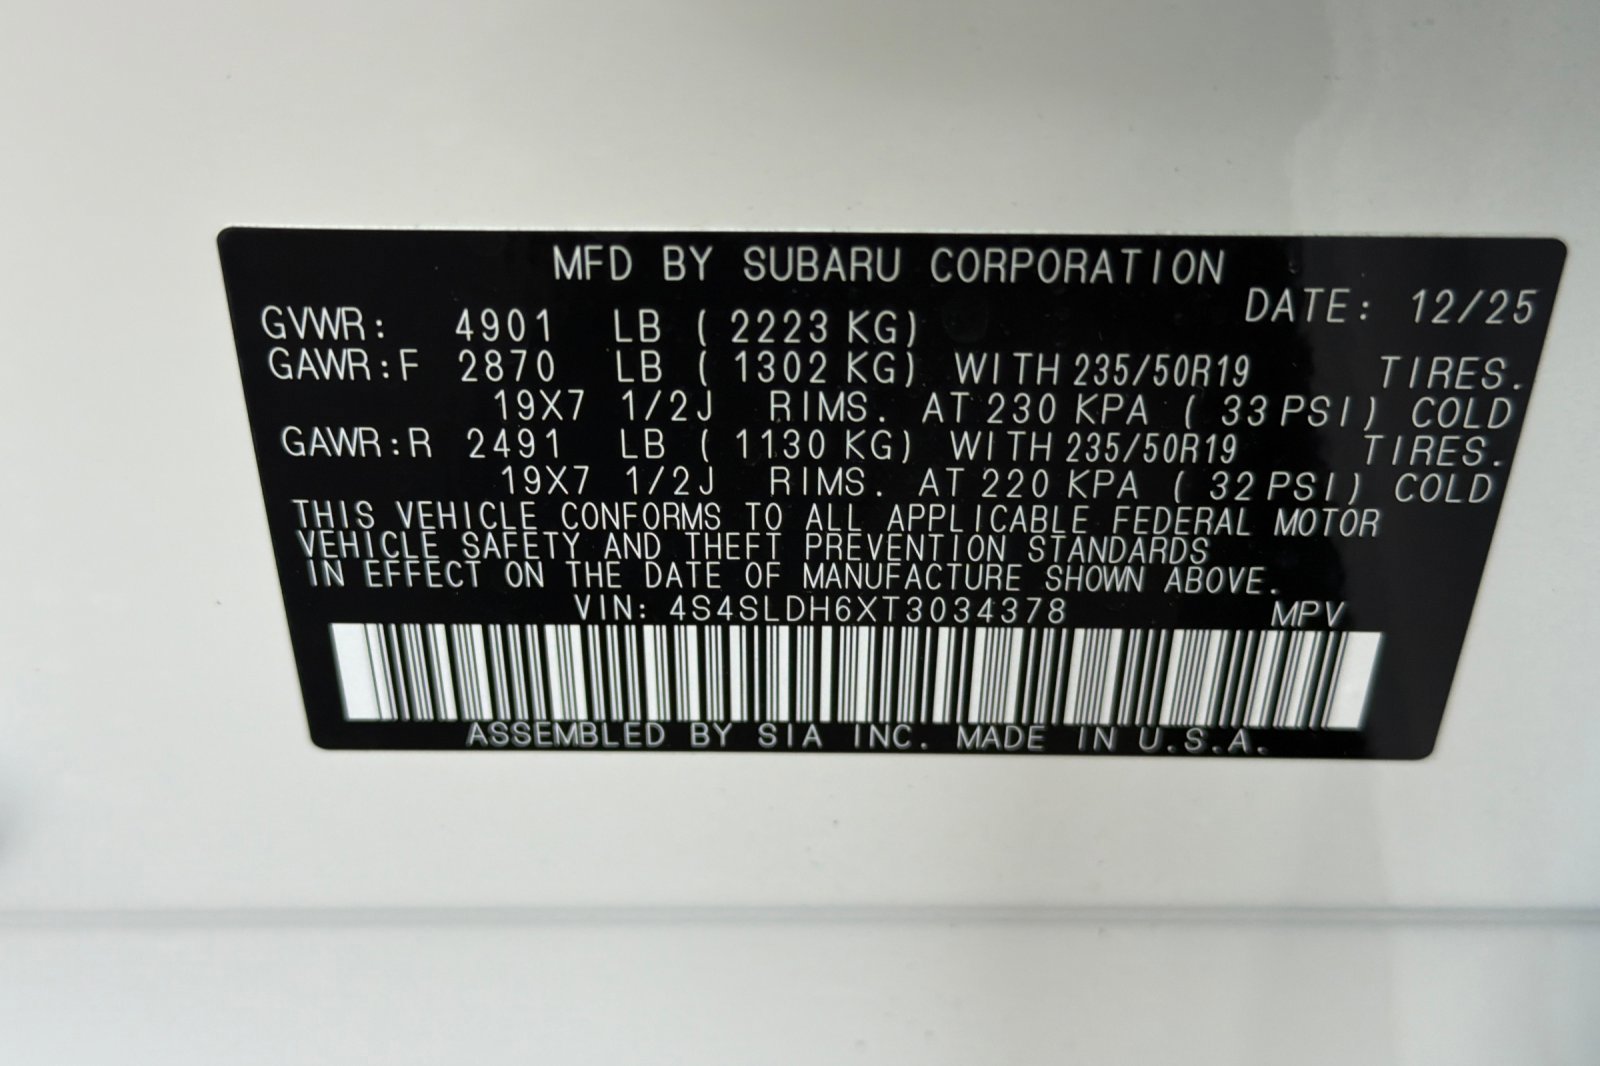 MFD BY SUBARU CORPORATION
DATE: 12/25
GVWR: 4901 LB ( 2223 KG)
GAWR:F 2870 LB ( 1302 KG) WITH 235/50R19 TIRES.
19X7 1/2J RIMS. AT 230 KPA ( 33 PSI) COLD
GAWR:R 2491 LB ( 1130 KG) WITH 235/50R19 TIRES.
19X7 1/2J RIMS. AT 220 KPA ( 32 PSI) COLD
THIS VEHICLE CONFORMS TO ALL APPLICABLE FEDERAL MOTOR
VEHICLE SAFETY AND THEFT PREVENTION STANDARDS
IN EFFECT ON THE DATE OF MANUFACTURE SHOWN ABOVE.
VIN: 4S4SLDH6XT3034378 MPV
ASSEMBLED BY SIA INC. MADE IN U.S.A.